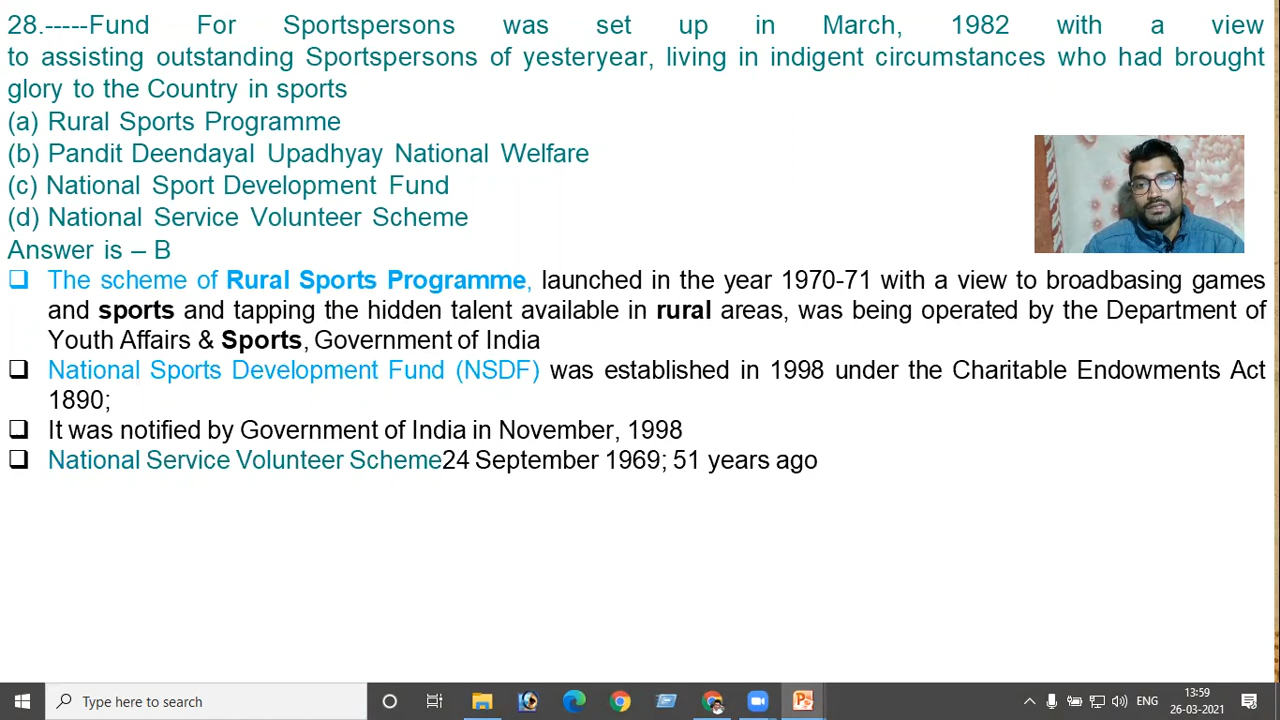 28.-----Fund For Sportspersons was set up in March, 1982 with a view
to assisting outstanding Sportspersons of yesteryear, living in indigent circumstances who had brought
glory to the Country in sports
(a) Rural Sports Programme
(b) Pandit Deendayal Upadhyay National Welfare
(c) National Sport Development Fund
(d) National Service Volunteer Scheme
Answer is – B
❑ The scheme of Rural Sports Programme, launched in the year 1970-71 with a view to broadbasing games
and sports and tapping the hidden talent available in rural areas, was being operated by the Department of
Youth Affairs & Sports, Government of India
❑ National Sports Development Fund (NSDF) was established in 1998 under the Charitable Endowments Act
1890;
❑ It was notified by Government of India in November, 1998
❑ National Service Volunteer Scheme24 September 1969; 51 years ago
Type here to search
ENG
13:59
26-03-2021